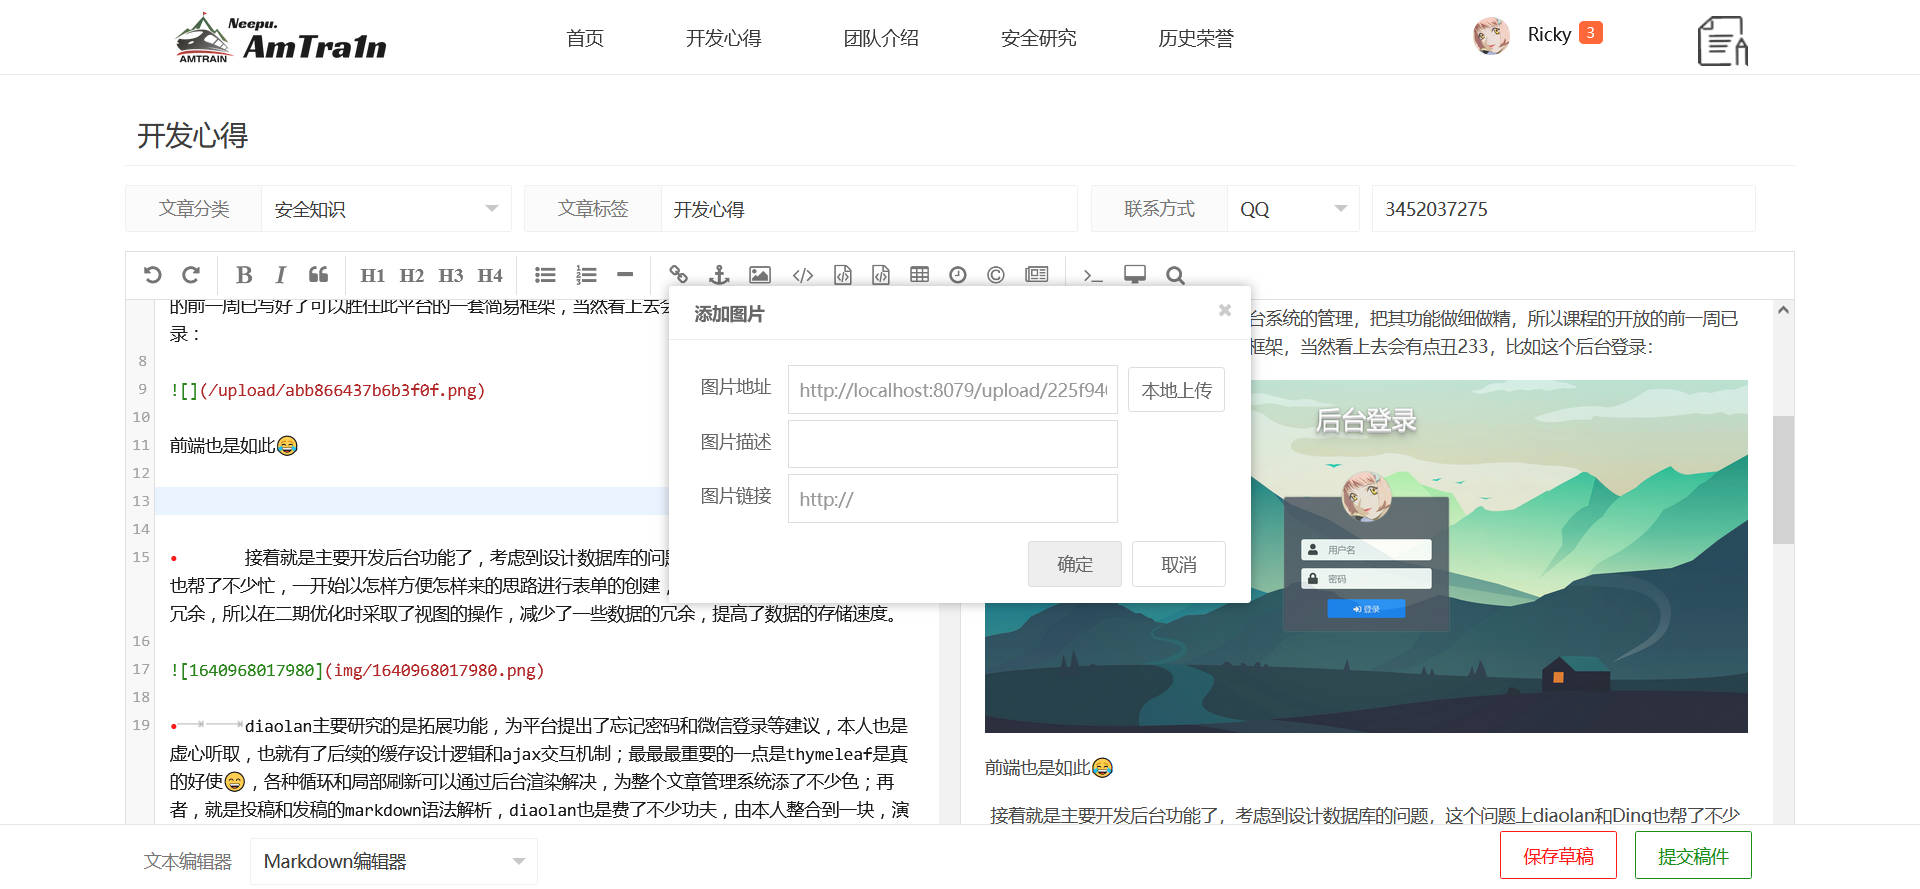 Neepu.
AmTra1n
AMTRAIN
首页
开发心得
团队介绍
安全研究
历史荣誉
Ricky
3
开发心得
文章分类
安全知识
文章标签
开发心得
联系方式
QQ
3452037275
B
I
H1
H2
H3
H4
的前一周已写好了可以胜任此平台的一套简易框架，当然看上去会
录：
8
9
![](/upload/abb866437b6b3f0f.png)
10
11
前端也是如此😂
12
13
14
15
• 接着就是主要开发后台功能了，考虑到设计数据库的问题
也帮了不少忙，一开始以怎样方便怎样来的思路进行表单的创建，
冗余，所以在二期优化时采取了视图的操作，减少了一些数据的冗余，提高了数据的存储速度。
16
17
![1640968017980](img/1640968017980.png)
18
19
• diaolan主要研究的是拓展功能，为平台提出了忘记密码和微信登录等建议，本人也是
虚心听取，也就有了后续的缓存设计逻辑和ajax交互机制；最最最重要的一点是thymeleaf是真
的好使😄，各种循环和局部刷新可以通过后台渲染解决，为整个文章管理系统添了不少色；再
者，就是投稿和发稿的markdown语法解析，diaolan也是费了不少功夫，由本人整合到一块，演
添加图片
×
图片地址
http://localhost:8079/upload/225f94
本地上传
图片描述
图片链接
http://
确定
取消
台系统的管理，把其功能做细做精，所以课程的开放的前一周已
框架，当然看上去会有点丑233，比如这个后台登录：
后台登录
用户名
密码
登录
前端也是如此😂
接着就是主要开发后台功能了，考虑到设计数据库的问题，这个问题上diaolan和Ding也帮了不少
文本编辑器
Markdown编辑器
保存草稿
提交稿件